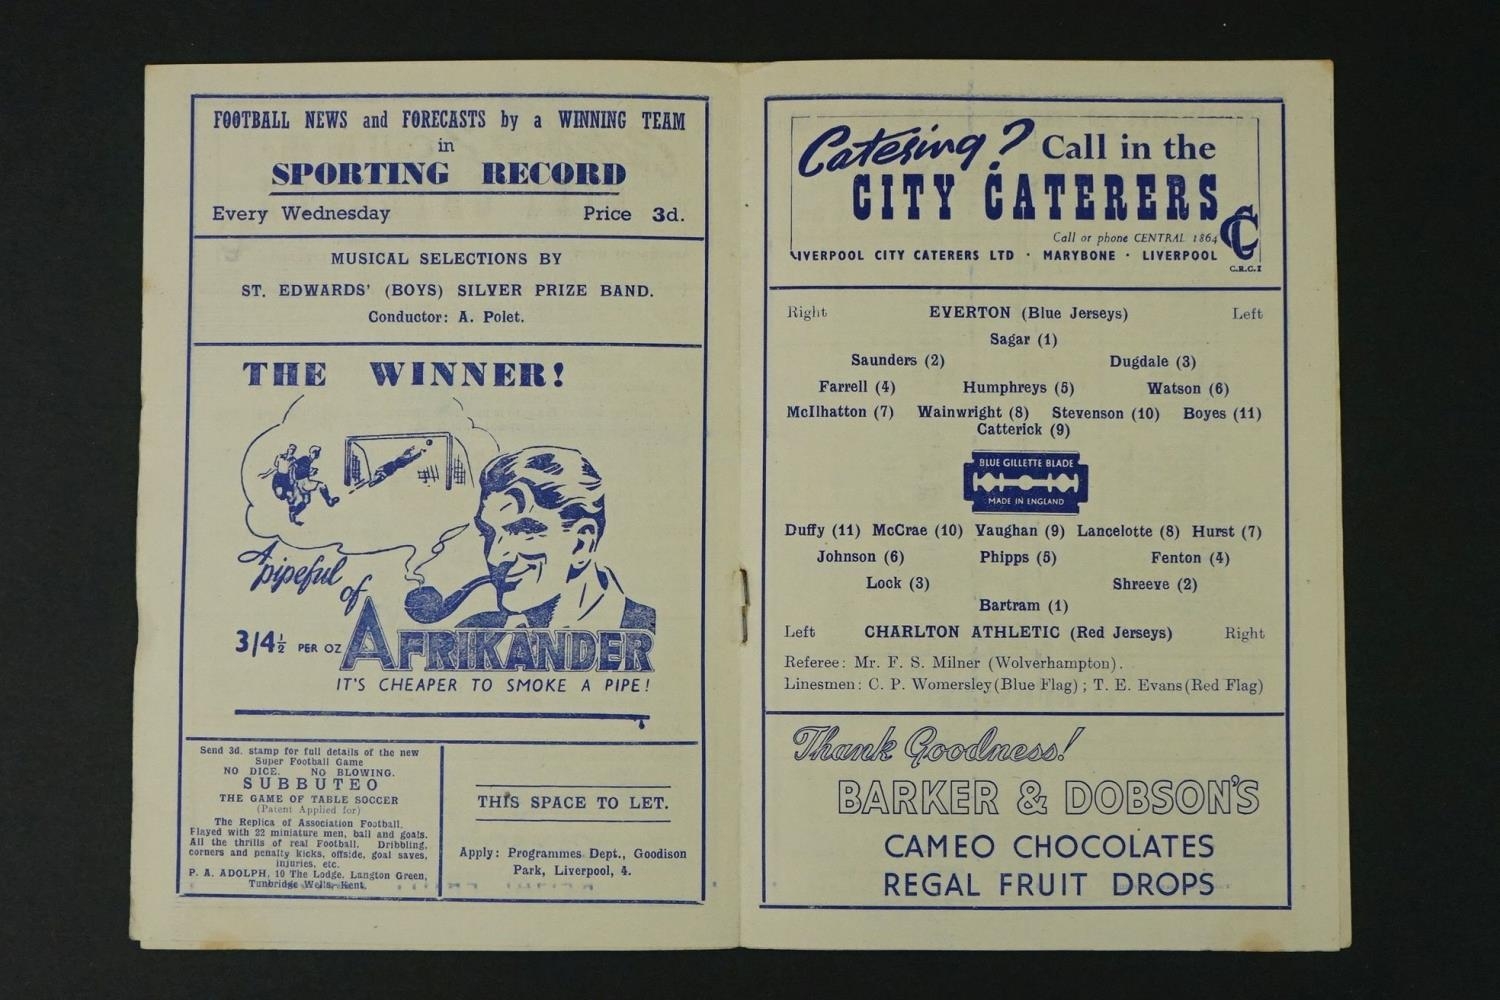 FOOTBALL NEWS and FORECASTS by a WINNING TEAM
in
SPORTING RECORD
Every Wednesday Price 3d.
MUSICAL SELECTIONS BY
ST. EDWARDS' (BOYS) SILVER PRIZE BAND.
Conductor: A. Polet.
THE WINNER!
A pipeful of
AFRIKANDER
3/4½ PER OZ
IT'S CHEAPER TO SMOKE A PIPE!
Send 3d. stamp for full details of the new
Super Football Game
NO DICE. NO BLOWING.
SUBBUTEO
THE GAME OF TABLE SOCCER
(Patent Applied for)
The Replica of Association Football.
Played with 22 miniature men, ball and goals.
All the thrills of real Football. Dribbling,
corners and penalty kicks, offside, goal saves,
injuries, etc.
P. A. ADOLPH, 10 The Lodge, Langton Green,
Tunbridge Wells, Kent.
THIS SPACE TO LET.
Apply: Programmes Dept., Goodison
Park, Liverpool, 4.
Catering? Call in the
CITY CATERERS
Call or phone CENTRAL 1864
LIVERPOOL CITY CATERERS LTD · MARYBONE · LIVERPOOL
CC
C.R.C.1
Right EVERTON (Blue Jerseys) Left
Sagar (1)
Saunders (2) Dugdale (3)
Farrell (4) Humphreys (5) Watson (6)
McIlhatton (7) Wainwright (8) Stevenson (10) Boyes (11)
Catterick (9)
BLUE GILLETTE BLADE
MADE IN ENGLAND
Duffy (11) McCrae (10) Vaughan (9) Lancelotte (8) Hurst (7)
Johnson (6) Phipps (5) Fenton (4)
Lock (3) Shreeve (2)
Bartram (1)
Left CHARLTON ATHLETIC (Red Jerseys) Right
Referee: Mr. F. S. Milner (Wolverhampton).
Linesmen: C. P. Womersley (Blue Flag); T. E. Evans (Red Flag)
Thank Goodness!
BARKER & DOBSON'S
CAMEO CHOCOLATES
REGAL FRUIT DROPS